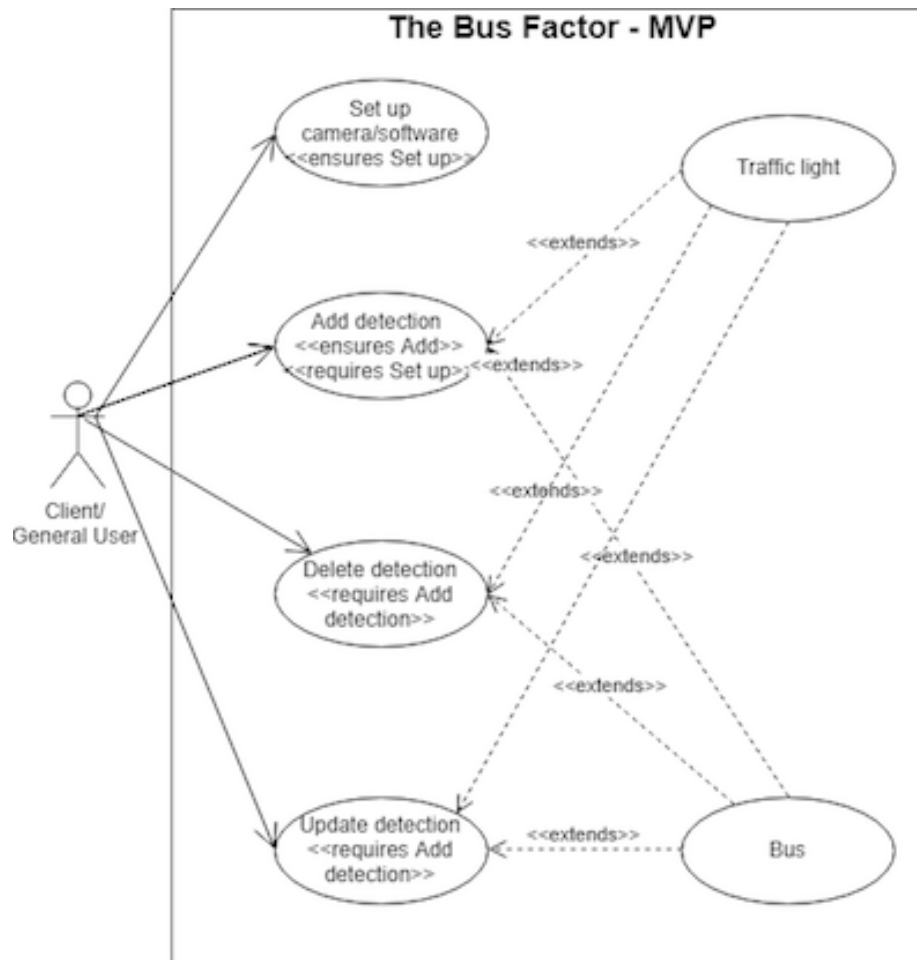 The Bus Factor - MVP
Set up
camera/software
<<ensures Set up>>
Traffic light
<<extends>>
Add detection
<<ensures Add>>
<<requires Set up>>
<<extends>>
Client/
General User
<<extends>>
<<extends>>
Delete detection
<<requires Add
detection>>
<<extends>>
Update detection
<<requires Add
detection>>
<<extends>>
Bus